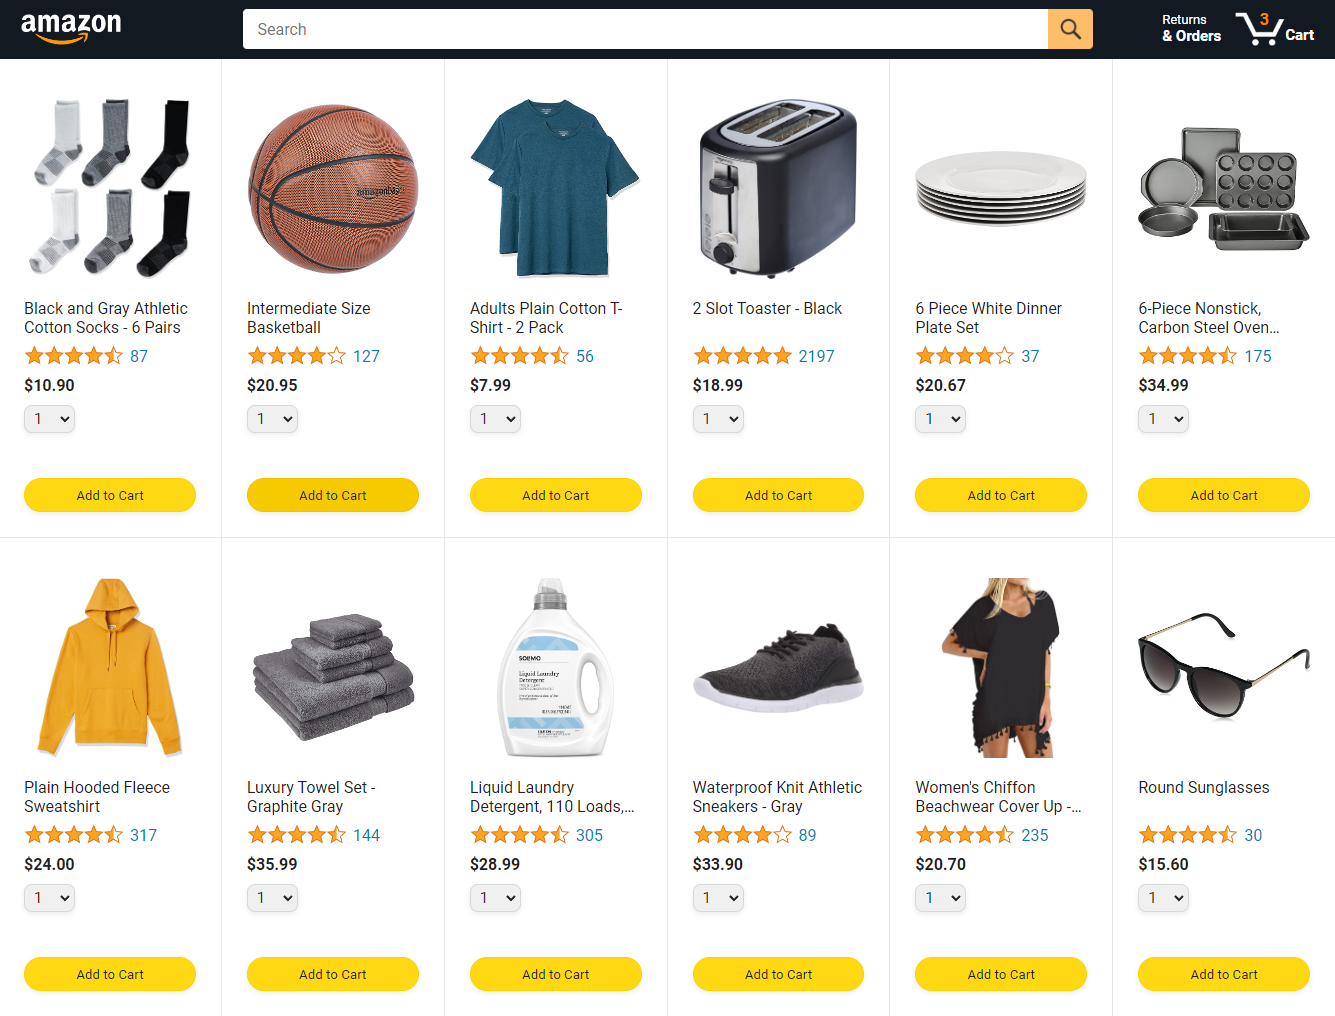 amazon
Search
Returns
& Orders
3
Cart
amazonbasics
Black and Gray Athletic
Cotton Socks - 6 Pairs
87
$10.90
1
Add to Cart
Intermediate Size
Basketball
127
$20.95
1
Add to Cart
Adults Plain Cotton T-
Shirt - 2 Pack
56
$7.99
1
Add to Cart
2 Slot Toaster - Black
2197
$18.99
1
Add to Cart
6 Piece White Dinner
Plate Set
37
$20.67
1
Add to Cart
6-Piece Nonstick,
Carbon Steel Oven...
175
$34.99
1
Add to Cart
Plain Hooded Fleece
Sweatshirt
317
$24.00
1
Add to Cart
Luxury Towel Set -
Graphite Gray
144
$35.99
1
Add to Cart
SOLIMO
Liquid Laundry
Detergent
Liquid Laundry
Detergent, 110 Loads,...
305
$28.99
1
Add to Cart
Waterproof Knit Athletic
Sneakers - Gray
89
$33.90
1
Add to Cart
Women's Chiffon
Beachwear Cover Up -...
235
$20.70
1
Add to Cart
Round Sunglasses
30
$15.60
1
Add to Cart